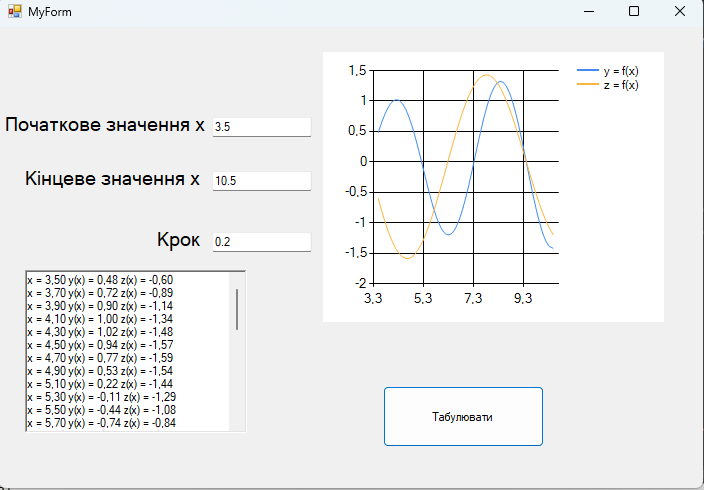 MyForm
Початкове значення x
3.5
Кінцеве значення x
10.5
Крок
0.2
x = 3,50 y(x) = 0,48 z(x) = -0,60
x = 3,70 y(x) = 0,72 z(x) = -0,89
x = 3,90 y(x) = 0,90 z(x) = -1,14
x = 4,10 y(x) = 1,00 z(x) = -1,34
x = 4,30 y(x) = 1,02 z(x) = -1,48
x = 4,50 y(x) = 0,94 z(x) = -1,57
x = 4,70 y(x) = 0,77 z(x) = -1,59
x = 4,90 y(x) = 0,53 z(x) = -1,54
x = 5,10 y(x) = 0,22 z(x) = -1,44
x = 5,30 y(x) = -0,11 z(x) = -1,29
x = 5,50 y(x) = -0,44 z(x) = -1,08
x = 5,70 y(x) = -0,74 z(x) = -0,84
1,5
1
0,5
0
-0,5
-1
-1,5
-2
3,3 5,3 7,3 9,3
y = f(x)
z = f(x)
Табулювати